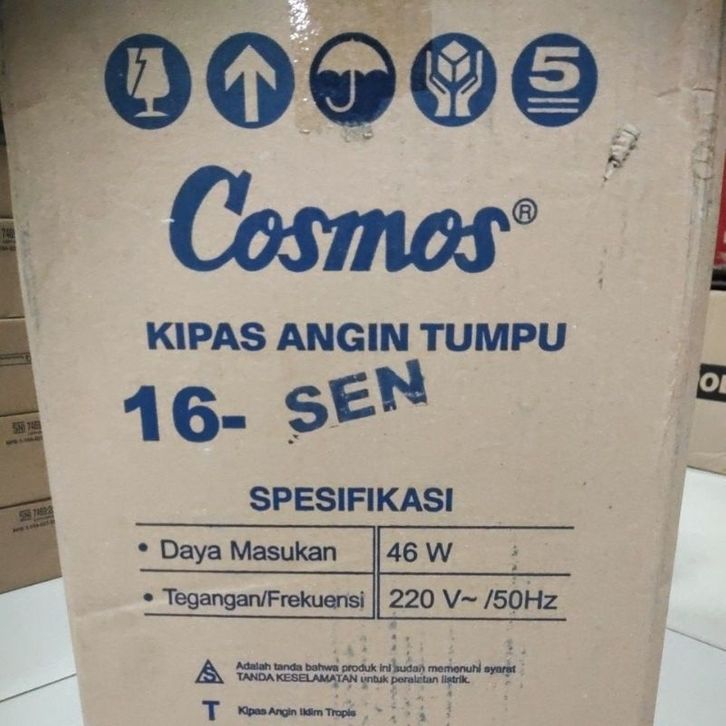 5
Cosmos®
KIPAS ANGIN TUMPU
16- SEN
SPESIFIKASI
• Daya Masukan 46 W
• Tegangan/Frekuensi 220 V~ /50Hz
S Adalah tanda bahwa produk ini sudah memenuhi syarat
TANDA KESELAMATAN untuk peralatan listrik.
T Kipas Angin Iklim Tropis